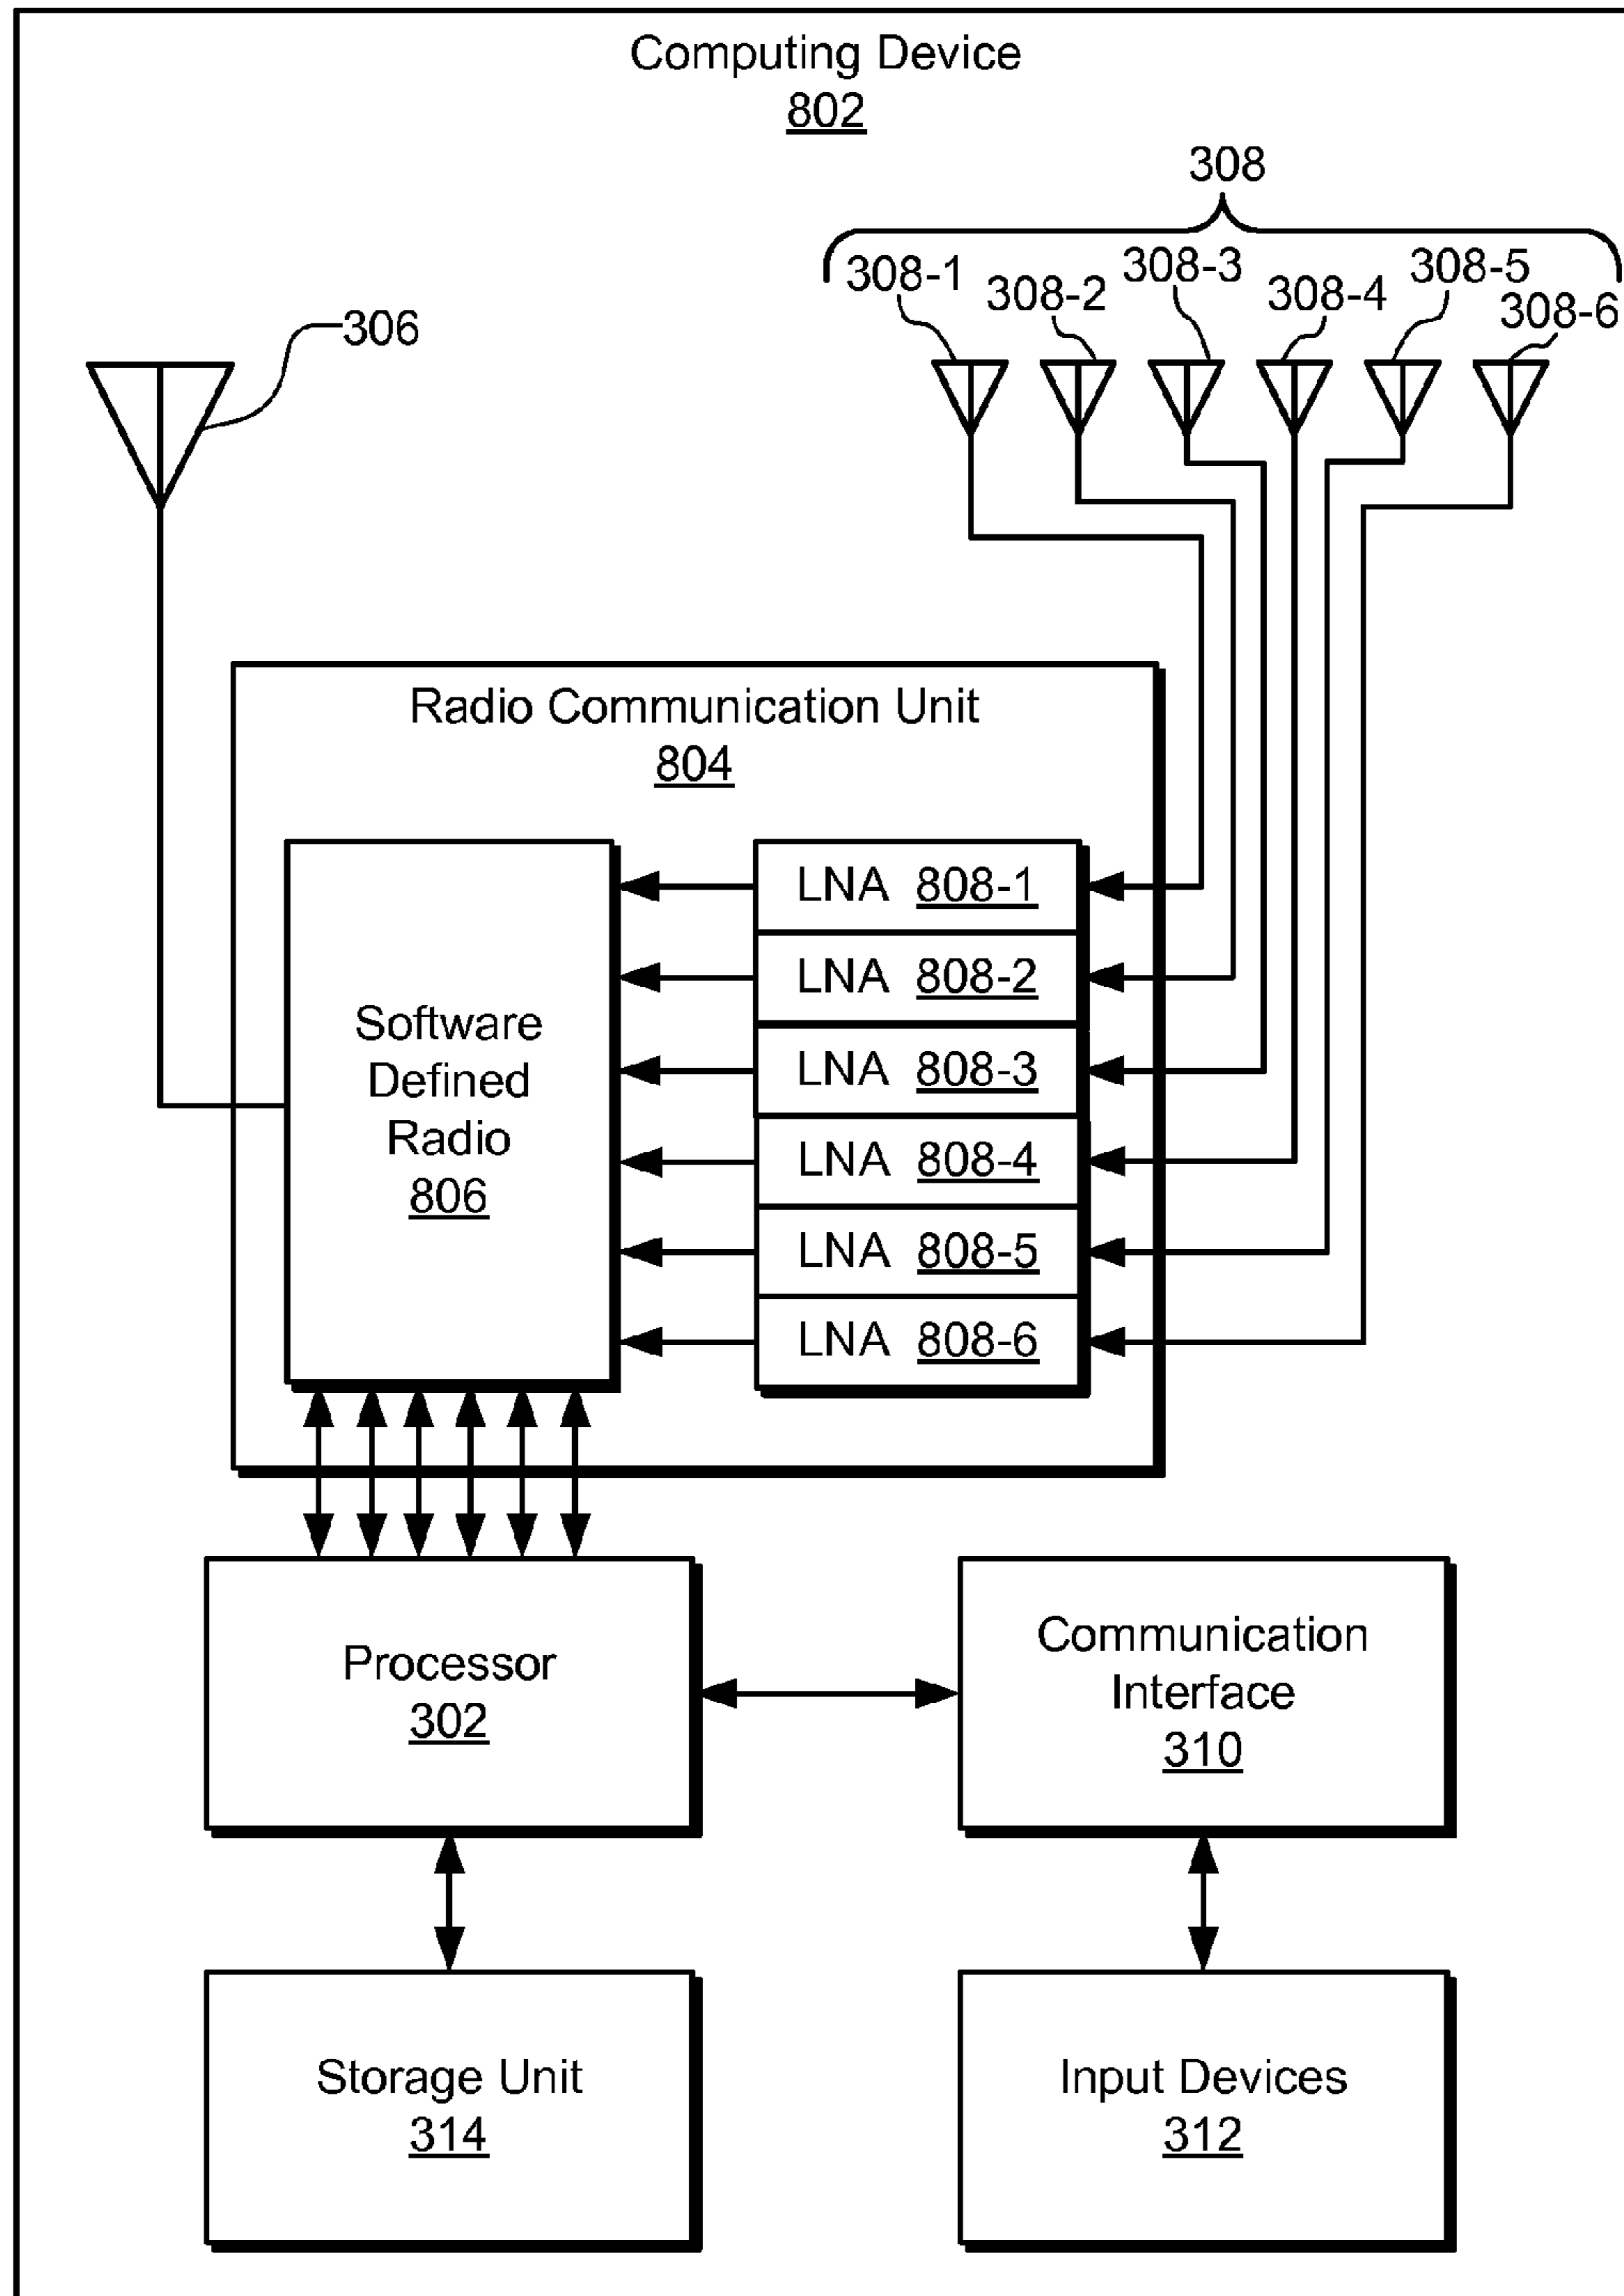 Computing Device
802
308
308-1
308-2
308-3
308-4
308-5
308-6
306
Radio Communication Unit
804
Software
Defined
Radio
806
LNA 808-1
LNA 808-2
LNA 808-3
LNA 808-4
LNA 808-5
LNA 808-6
Processor
302
Communication
Interface
310
Storage Unit
314
Input Devices
312